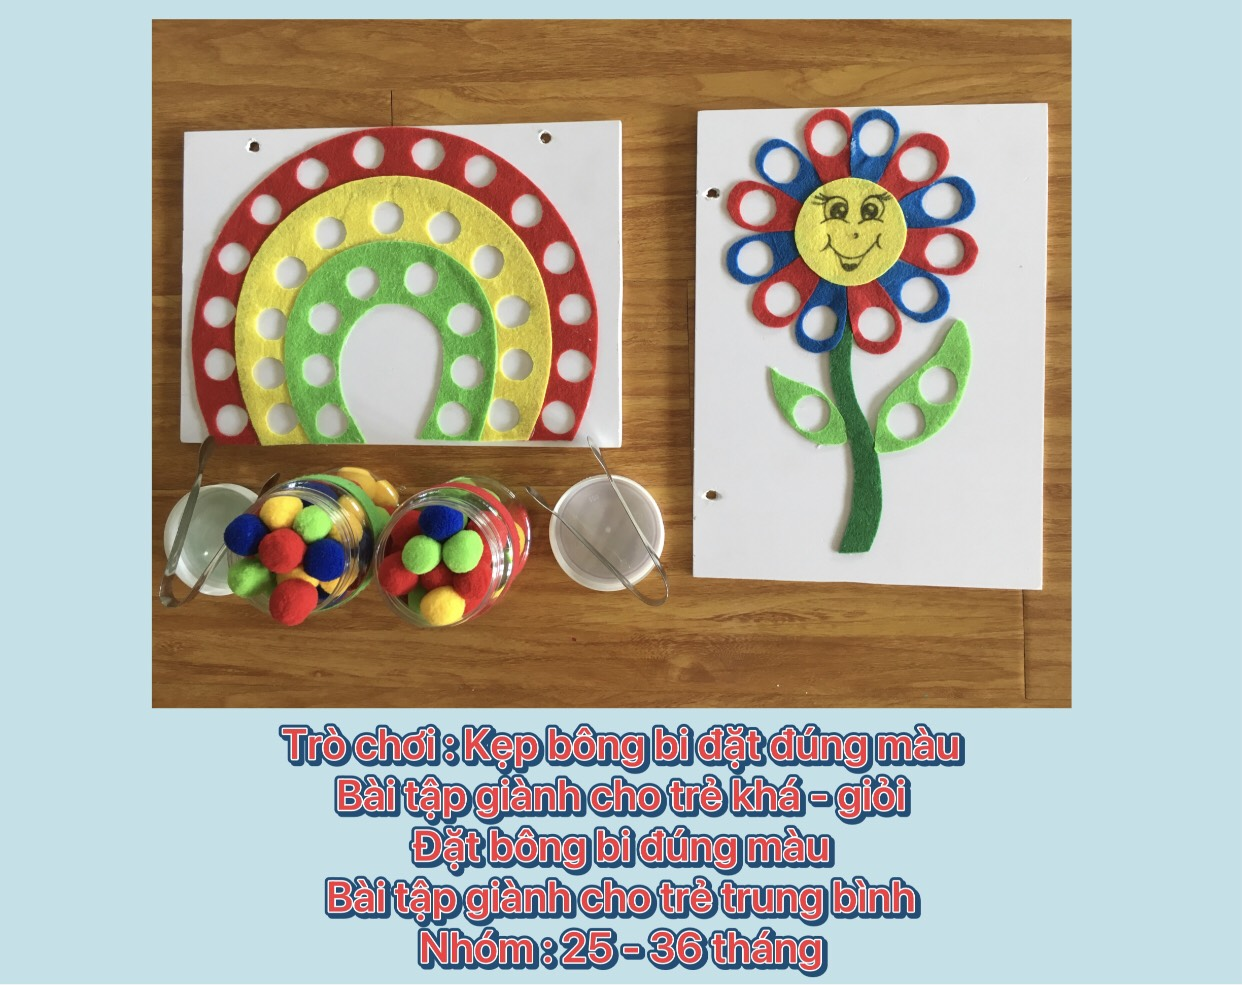 Trò chơi : Kẹp bông bi đặt đúng màu
Bài tập giành cho trẻ khá - giỏi
Đặt bông bi đúng màu
Bài tập giành cho trẻ trung bình
Nhóm : 25 - 36 tháng